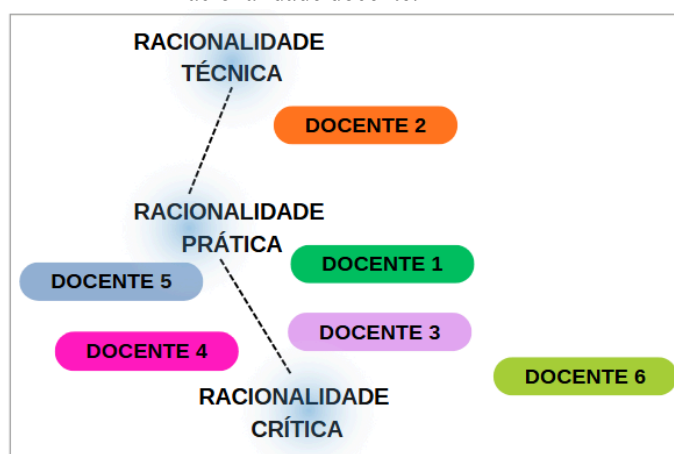 RACIONALIDADE
TÉCNICA
DOCENTE 2
RACIONALIDADE
PRÁTICA
DOCENTE 1
DOCENTE 5
DOCENTE 3
DOCENTE 4
DOCENTE 6
RACIONALIDADE
CRÍTICA